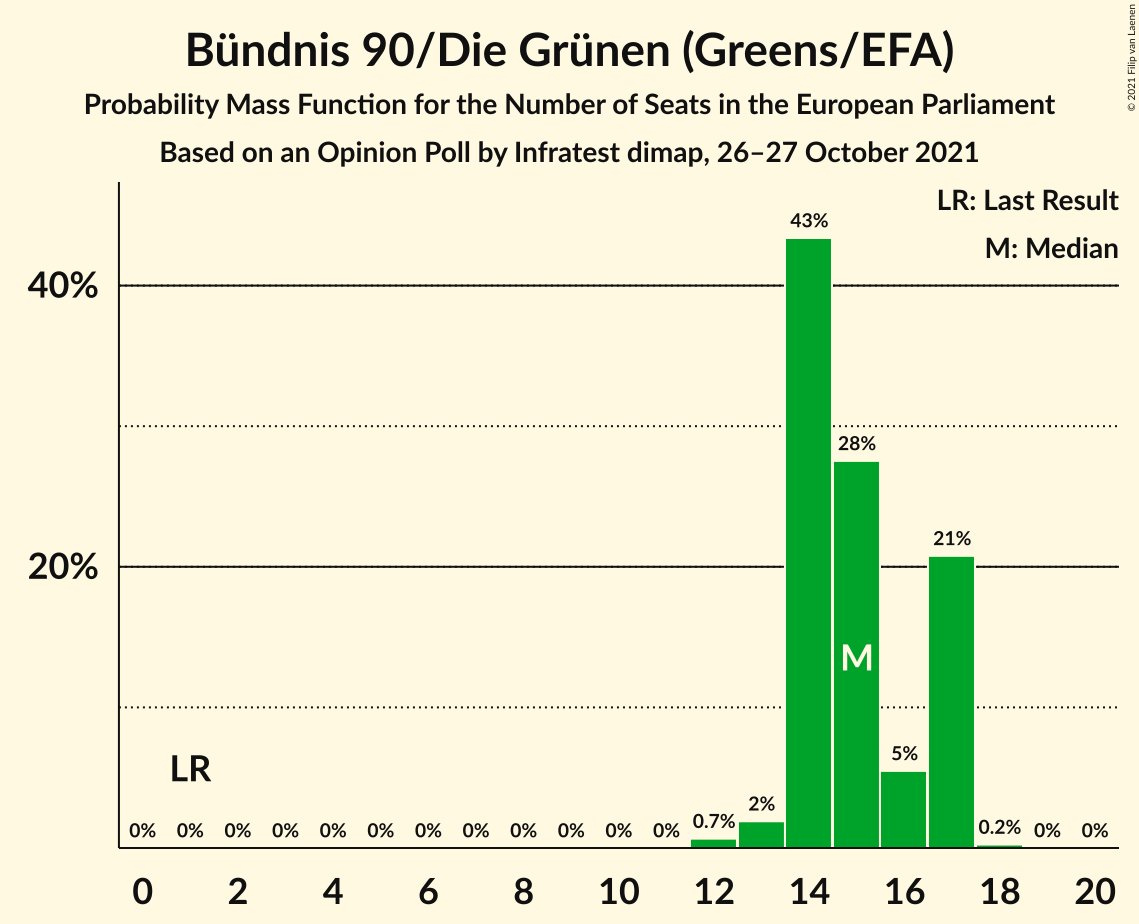 Bündnis 90/Die Grünen (Greens/EFA)
Probability Mass Function for the Number of Seats in the European Parliament
Based on an Opinion Poll by Infratest dimap, 26–27 October 2021
© 2021 Filip van Laenen
LR: Last Result
M: Median
43%
40%
28%
21%
20%
M
5%
LR
2%
0% 0% 0% 0% 0% 0% 0% 0% 0% 0% 0% 0% 0.7% 0.2% 0% 0%
0 2 4 6 8 10 12 14 16 18 20